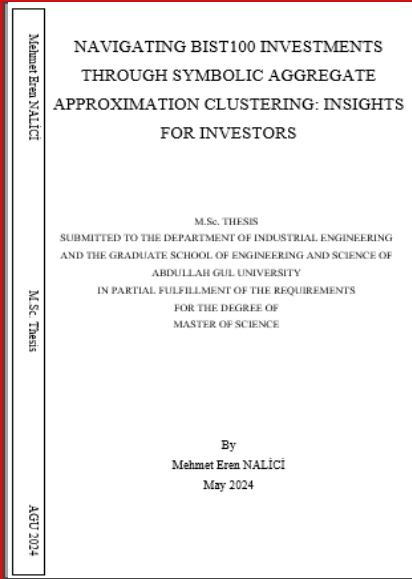 Mehmet Eren NALİCİ
M.Sc. Thesis
AGU 2024
NAVIGATING BIST100 INVESTMENTS
THROUGH SYMBOLIC AGGREGATE
APPROXIMATION CLUSTERING: INSIGHTS
FOR INVESTORS
M.Sc. THESIS
SUBMITTED TO THE DEPARTMENT OF INDUSTRIAL ENGINEERING
AND THE GRADUATE SCHOOL OF ENGINEERING AND SCIENCE OF
ABDULLAH GUL UNIVERSITY
IN PARTIAL FULFILLMENT OF THE REQUIREMENTS
FOR THE DEGREE OF
MASTER OF SCIENCE
By
Mehmet Eren NALİCİ
May 2024